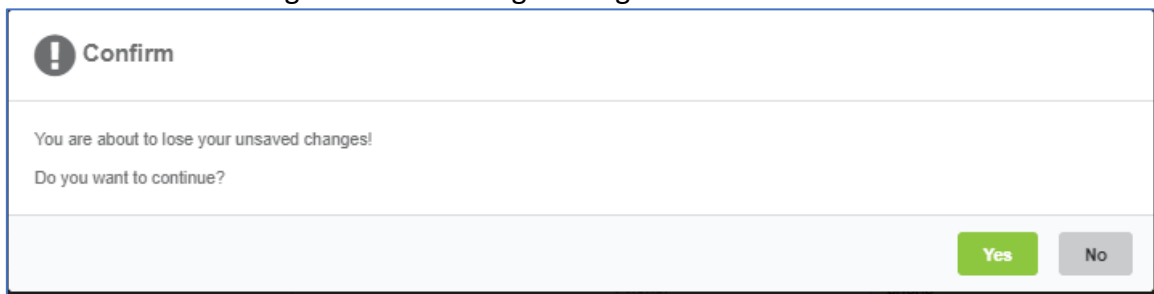 Confirm
You are about to lose your unsaved changes!
Do you want to continue?
Yes No